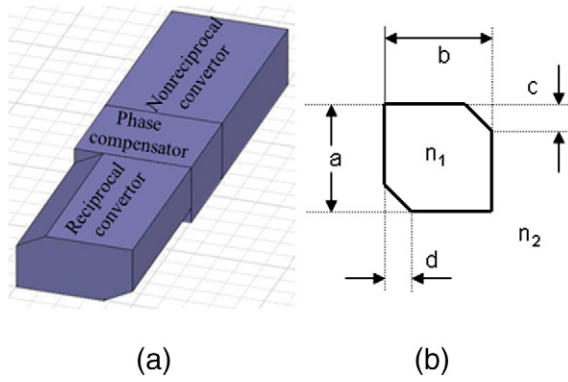 Nonreciprocal
convertor
Phase
compensator
Reciprocal
convertor
(a)
b
c
a
n1
n2
d
(b)